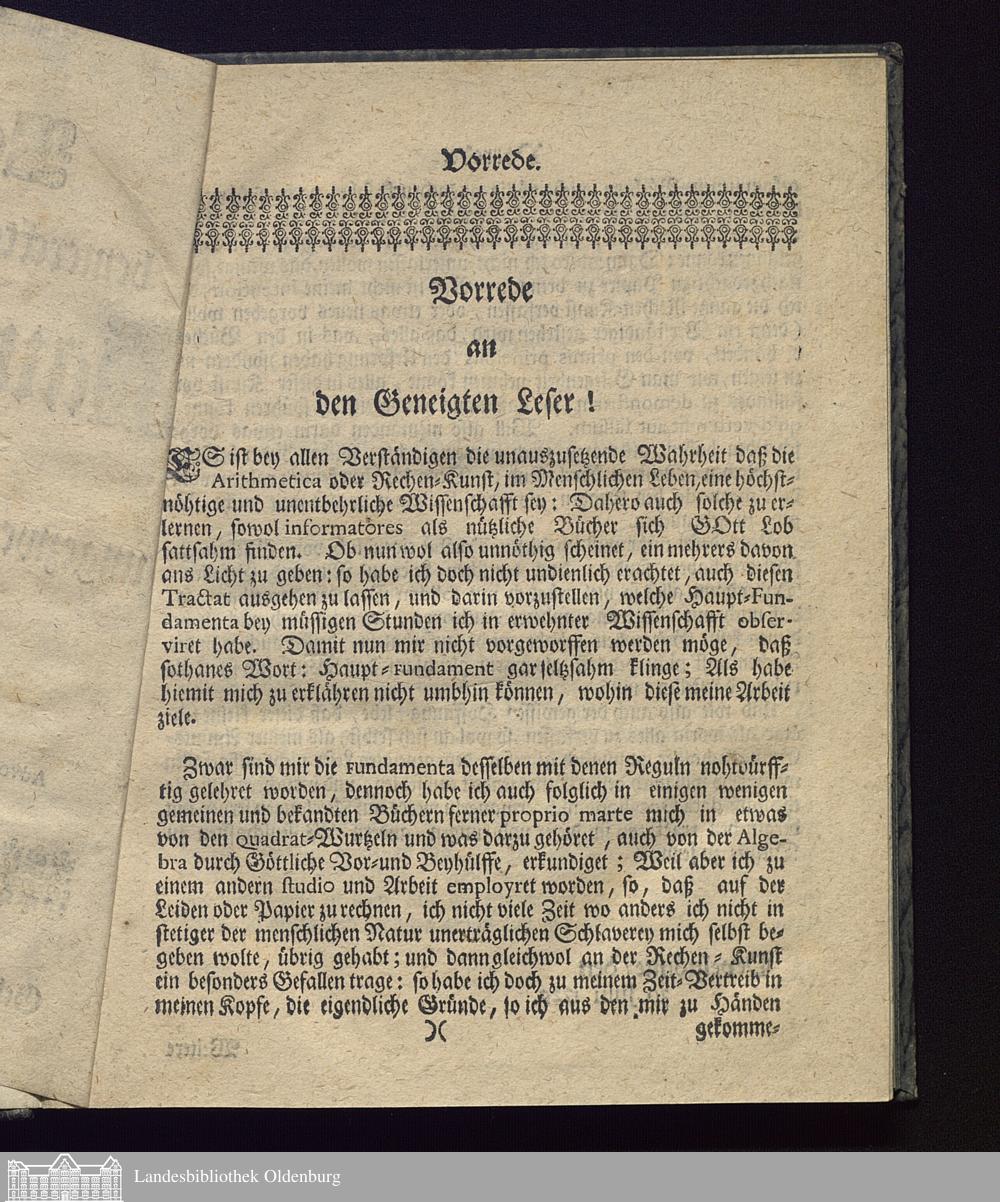 Vorrede.
Vorrede
an
den Geneigten Leser!
ES ist bey allen Verständigen die unauszusetzende Wahrheit daß die
Arithmetica oder Rechen-Kunst, im Menschlichen Leben, eine höchst-
nöhtige und unentbehrliche Wissenschafft sey: Dahero auch solche zu er-
lernen, sowol informatores als nützliche Bücher sich GOtt Lob
sattsahm finden. Ob nun wol also unnöthig scheinet, ein mehrers davon
ans Licht zu geben: so habe ich doch nicht undienlich erachtet, auch diesen
Tractat ausgehen zu lassen, und darin vorzustellen, welche Haupt-Fun-
damenta bey müssigen Stunden ich in erwehnter Wissenschafft obser-
viret habe. Damit nun mir nicht vorgeworffen werden möge, daß
sothanes Wort: Haupt-Fundament gar seltzsahm klinge; Als habe
hiemit mich zu erklähren nicht umbhin können, wohin diese meine Arbeit
ziele.
Zwar sind mir die Fundamenta desselben mit denen Reguln nohtdürff-
tig gelehret worden, dennoch habe ich auch folglich in einigen wenigen
gemeinen und bekandten Büchern ferner proprio marte mich in etwas
von den quadrat-Wurtzeln und was darzu gehöret, auch von der Alge-
bra durch Göttliche Vor-und Beyhülffe, erkundiget; Weil aber ich zu
einem andern studio und Arbeit employret worden, so, daß auf der
Leiden oder Papier zu rechnen, ich nicht viele Zeit wo anders ich nicht in
stetiger der menschlichen Natur unerträglichen Schlaverey mich selbst be-
geben wolte, übrig gehabt; und dann gleichwol an der Rechen-Kunst
ein besonders Gefallen trage: so habe ich doch zu meinem Zeit-Vertreib in
meinen Kopfe, die eigendliche Gründe, so ich aus den mir zu Händen
)( gekomme-
Landesbibliothek Oldenburg